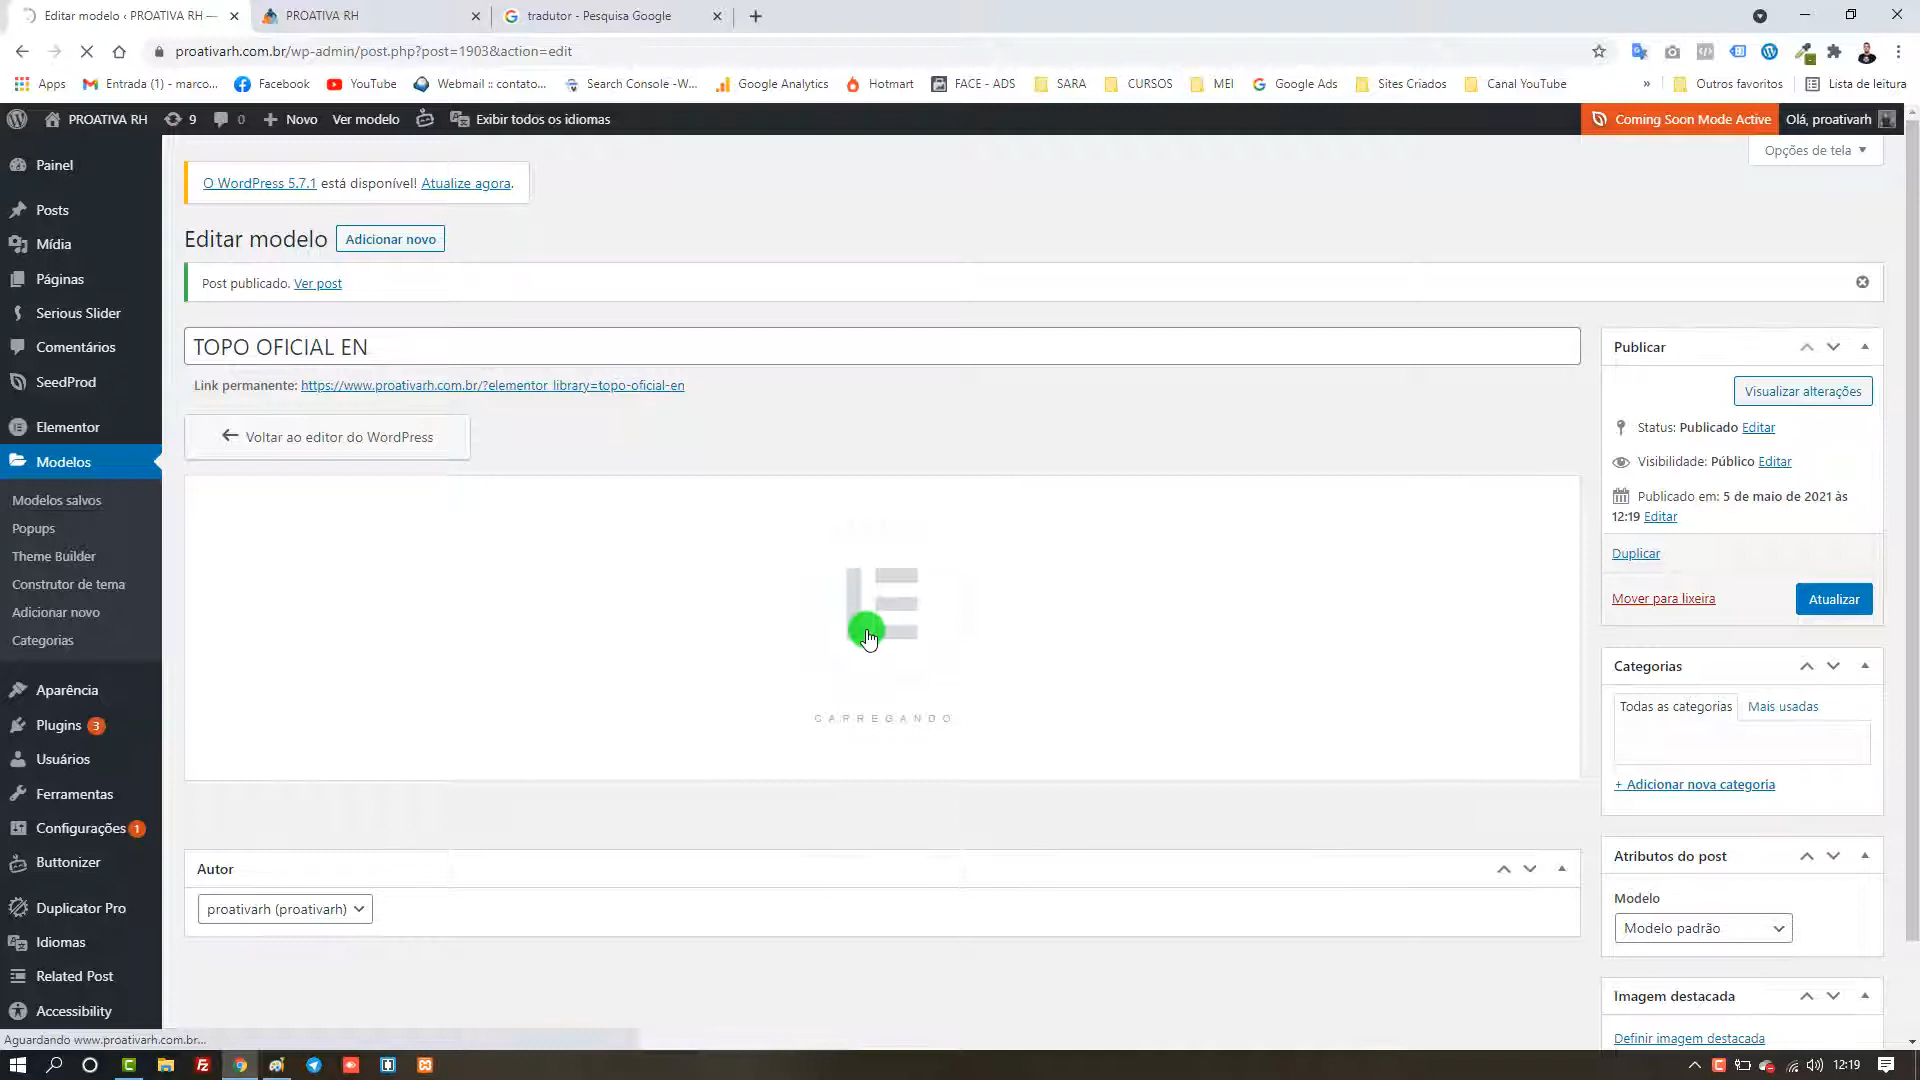 Editar modelo ‹ PROATIVA RH —
PROATIVA RH
tradutor - Pesquisa Google
proativarh.com.br/wp-admin/post.php?post=1903&action=edit
Apps
Entrada (1) - marco...
Facebook
YouTube
Webmail :: contato...
Search Console - W...
Google Analytics
Hotmart
FACE - ADS
SARA
CURSOS
MEI
Google Ads
Sites Criados
Canal YouTube
»
Outros favoritos
Lista de leitura
PROATIVA RH
9
0
Novo
Ver modelo
Exibir todos os idiomas
Coming Soon Mode Active
Olá, proativarh
Opções de tela
Painel
Posts
Mídia
Páginas
Serious Slider
Comentários
SeedProd
Elementor
Modelos
Modelos salvos
Popups
Theme Builder
Construtor de tema
Adicionar novo
Categorias
Aparência
Plugins 3
Usuários
Ferramentas
Configurações 1
Buttonizer
Duplicator Pro
Idiomas
Related Post
Accessibility
O WordPress 5.7.1 está disponível! Atualize agora.
Editar modelo
Adicionar novo
Post publicado. Ver post
TOPO OFICIAL EN
Link permanente: https://www.proativarh.com.br/?elementor_library=topo-oficial-en
Voltar ao editor do WordPress
CARREGANDO
Autor
proativarh (proativarh)
Publicar
Visualizar alterações
Status: Publicado Editar
Visibilidade: Público Editar
Publicado em: 5 de maio de 2021 às
12:19 Editar
Duplicar
Mover para lixeira
Atualizar
Categorias
Todas as categorias
Mais usadas
+ Adicionar nova categoria
Atributos do post
Modelo
Modelo padrão
Imagem destacada
Definir imagem destacada
Aguardando www.proativarh.com.br...
12:19